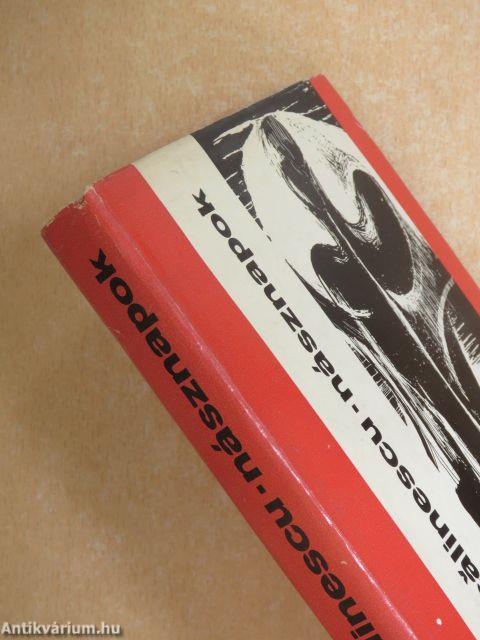 inescu · násznapok
ălinescu · násznapok
Antikvárium.hu